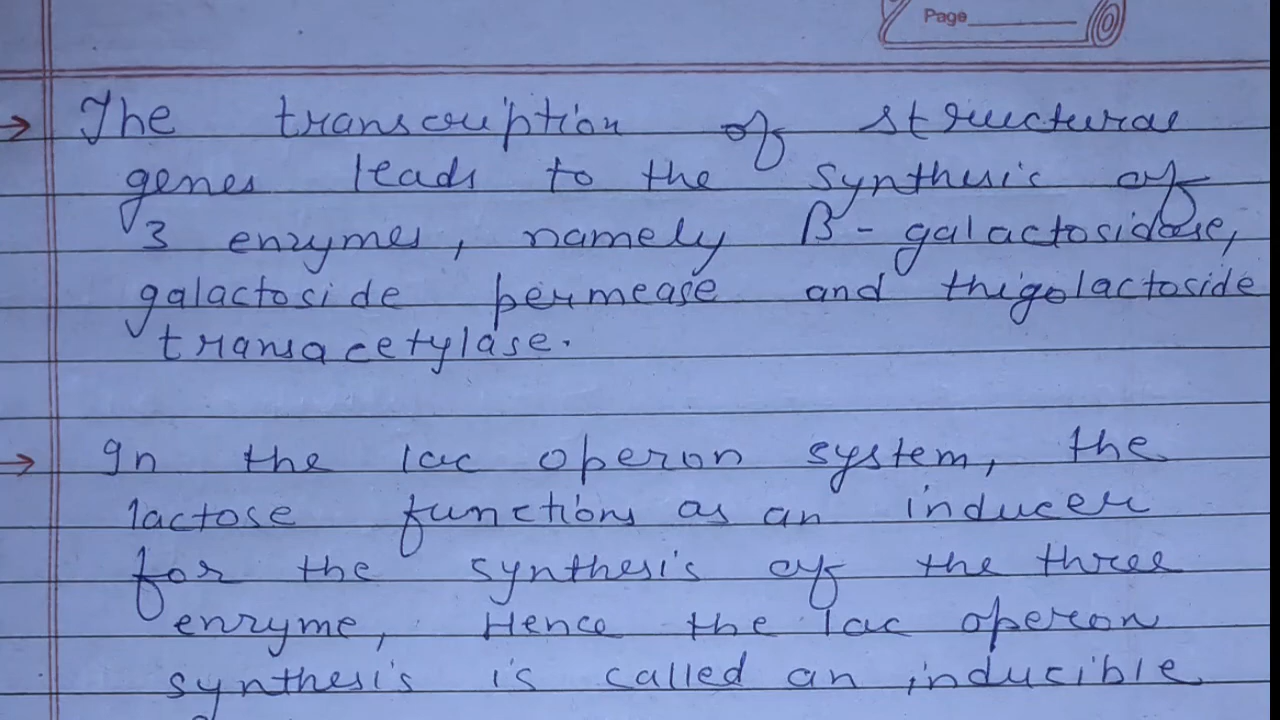 Page
→ The transcription of structural
genes leads to the synthesis of
3 enzymes, namely β - galactosidase,
galactoside permease and thigolactoside
transacetylase.
→ In the lac operon system, the
lactose functions as an inducer
for the synthesis of the three
enzyme, Hence the lac operon
synthesis is called an inducible